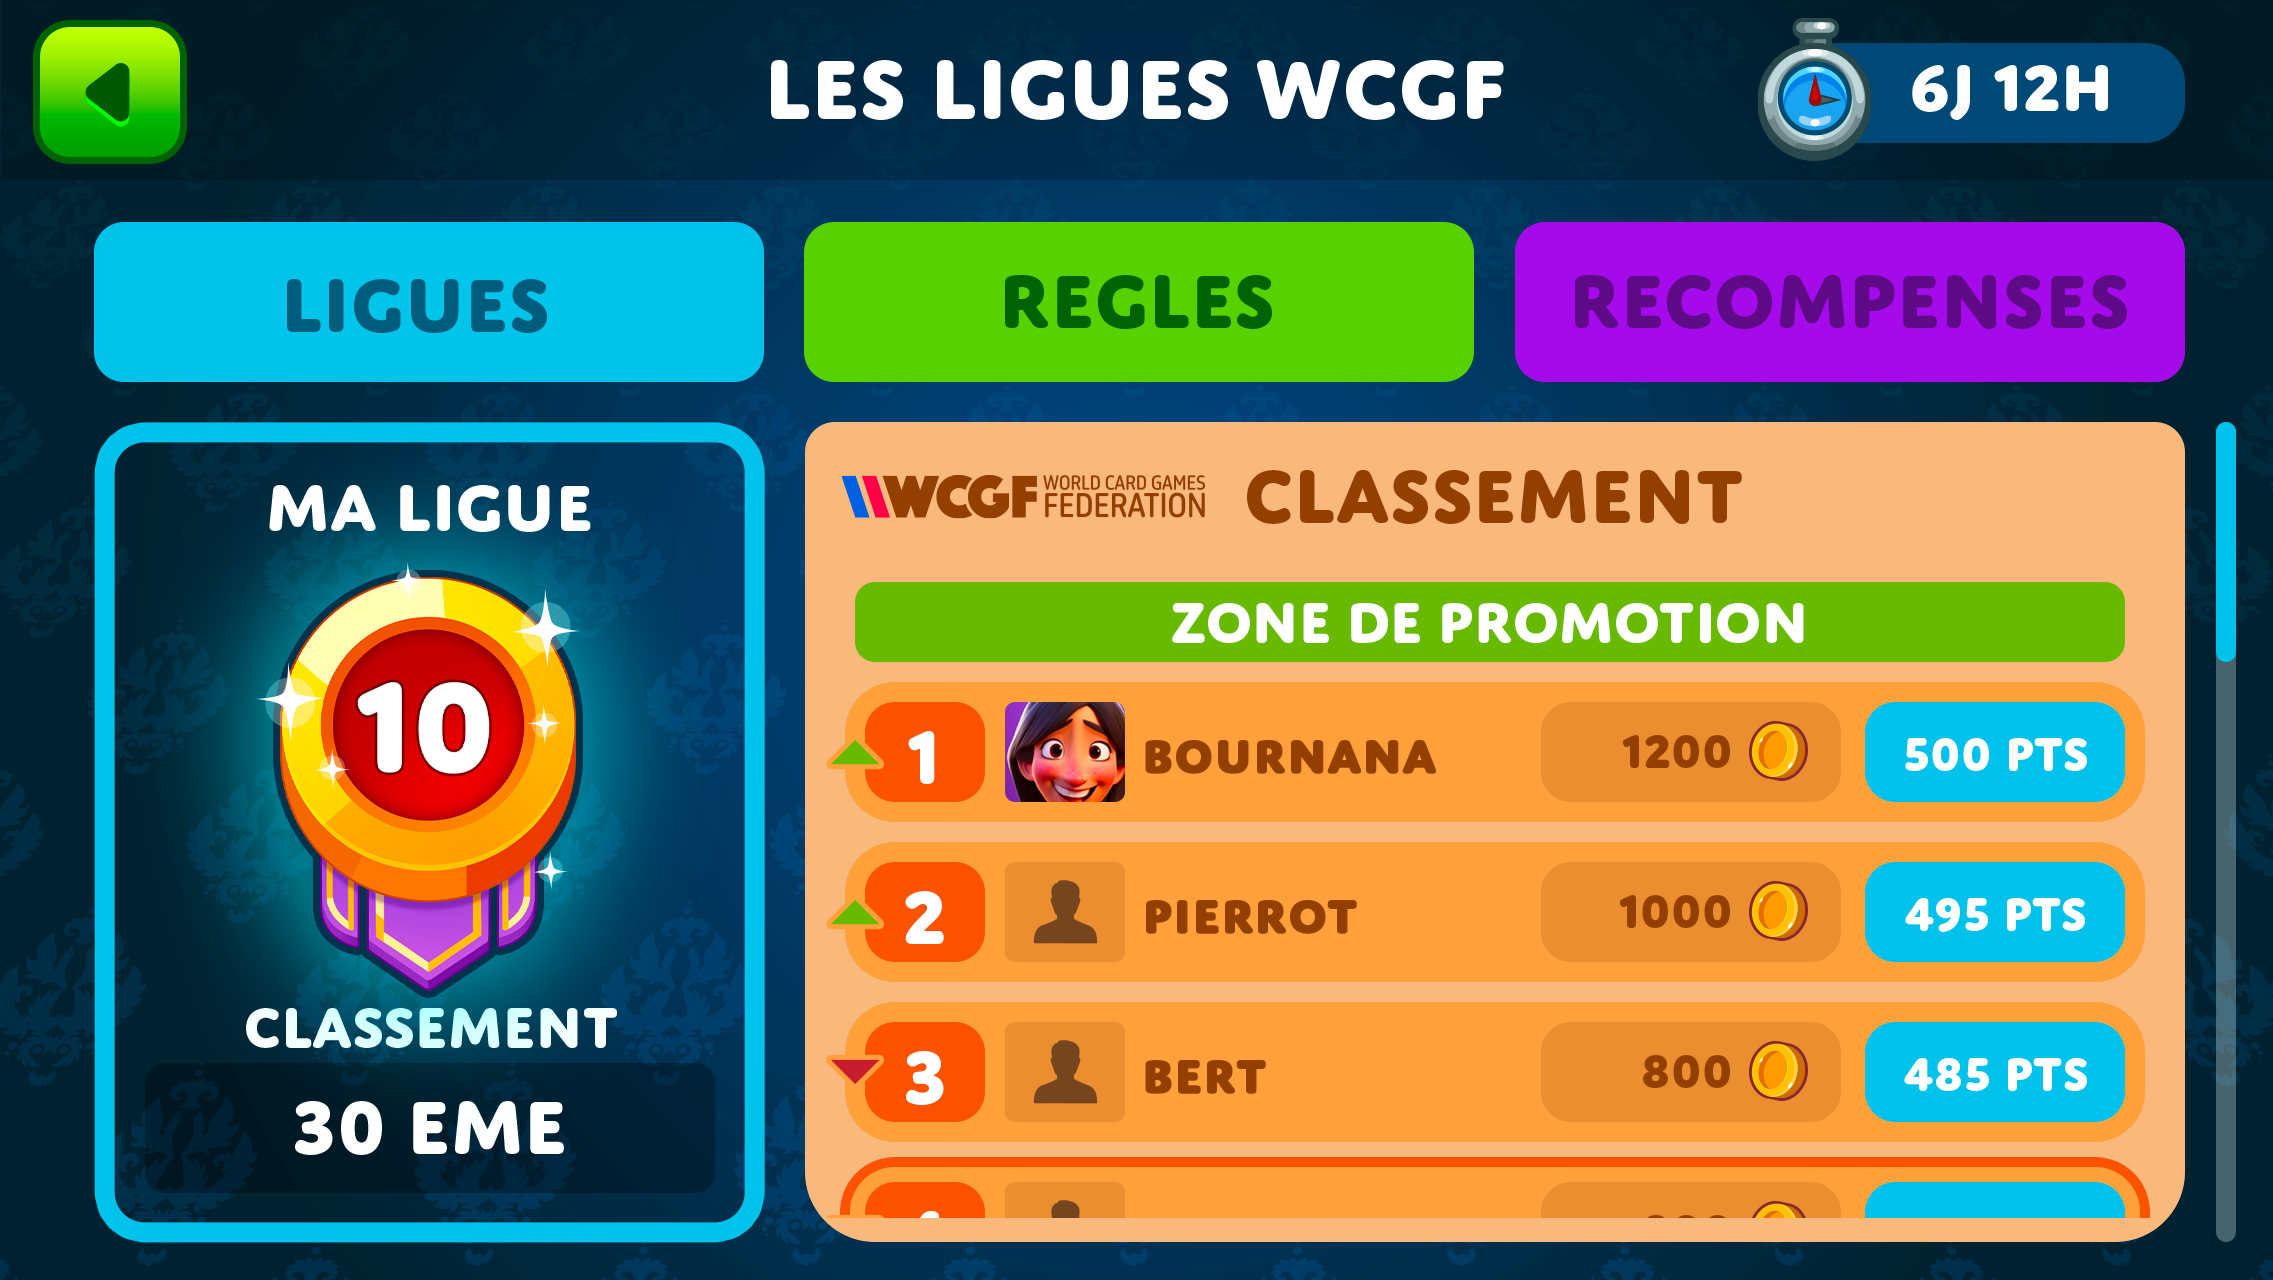 LES LIGUES WCGF
6J 12H
LIGUES
REGLES
RECOMPENSES
MA LIGUE
10
CLASSEMENT
30 EME
WCGF WORLD CARD GAMES FEDERATION
CLASSEMENT
ZONE DE PROMOTION
1 BOURNANA 1200 500 PTS
2 PIERROT 1000 495 PTS
3 BERT 800 485 PTS